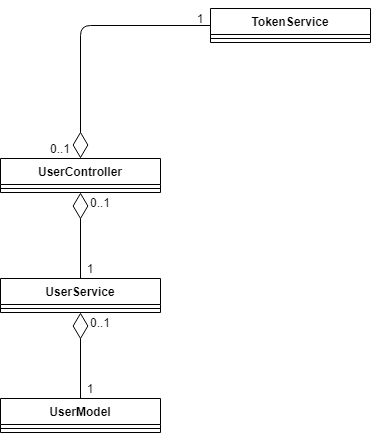 TokenService
1
0..1
UserController
0..1
1
UserService
0..1
1
UserModel